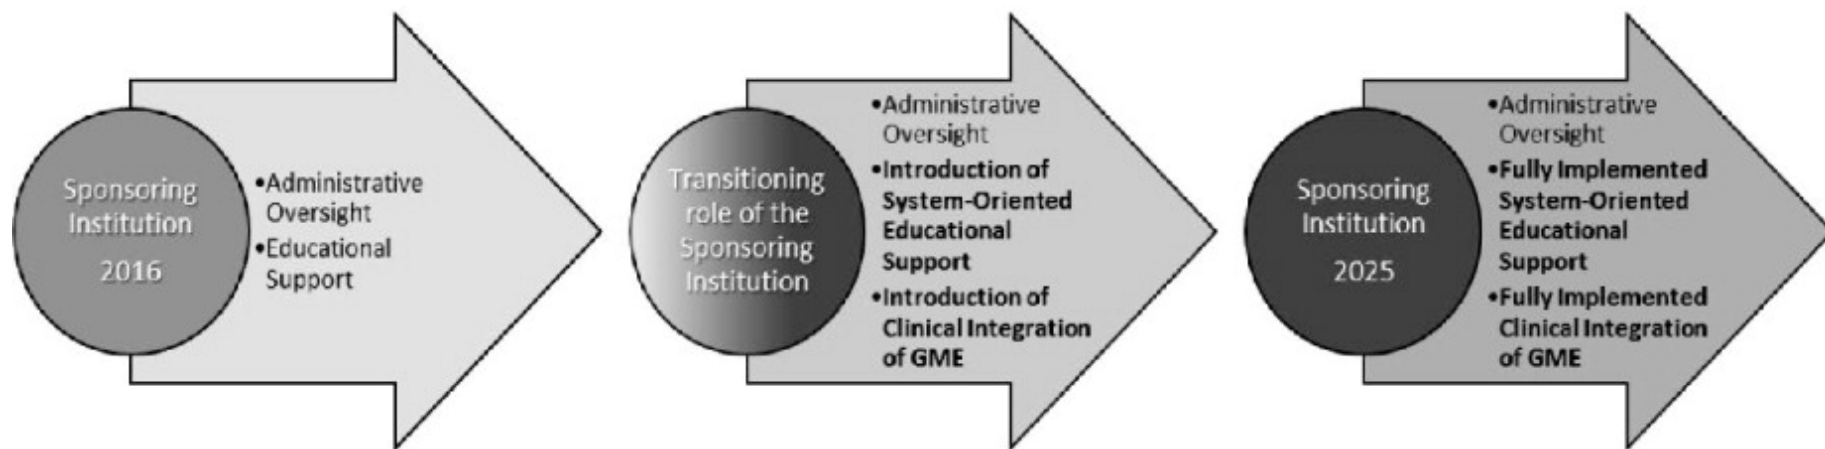 Sponsoring
Institution
2016
•Administrative
Oversight
•Educational
Support
Transitioning
role of the
Sponsoring
Institution
•Administrative
Oversight
•Introduction of
System-Oriented
Educational
Support
•Introduction of
Clinical Integration
of GME
Sponsoring
Institution
2025
•Administrative
Oversight
•Fully Implemented
System-Oriented
Educational
Support
•Fully Implemented
Clinical Integration
of GME